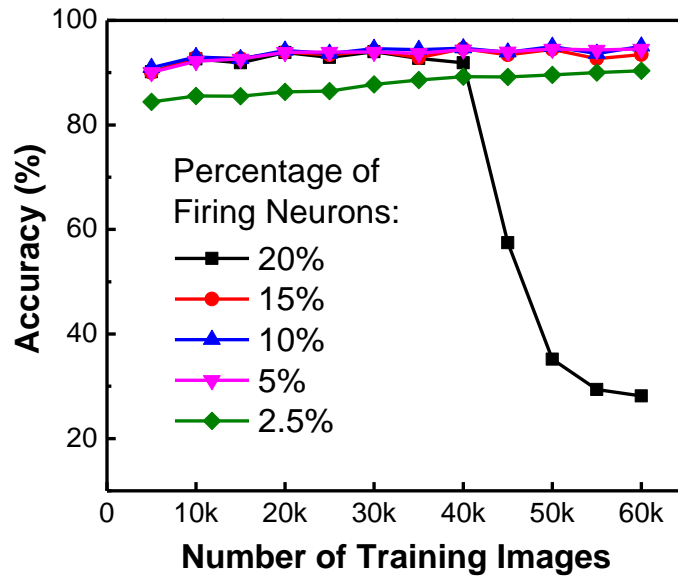 100
80
60
40
20
Accuracy (%)
Percentage of
Firing Neurons:
20%
15%
10%
5%
2.5%
0 10k 20k 30k 40k 50k 60k
Number of Training Images